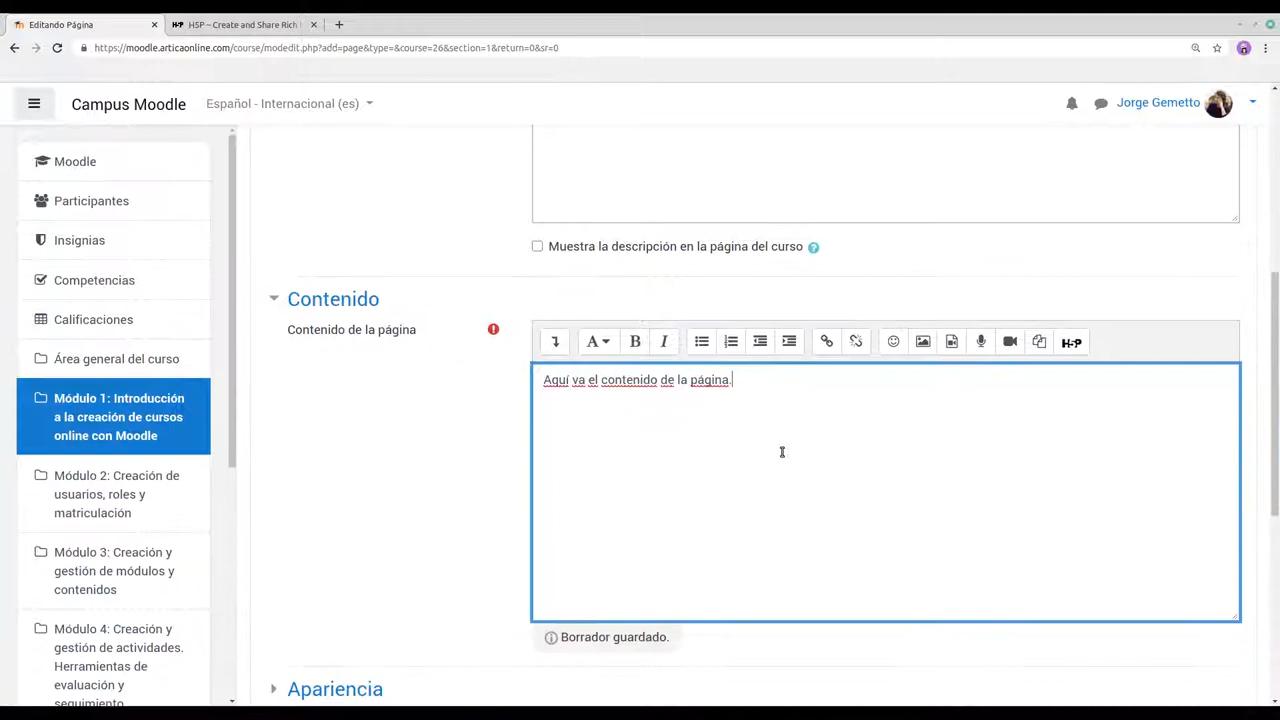 Editando Página
H5P – Create and Share Rich
https://moodle.articaonline.com/course/modedit.php?add=page&type=&course=26&section=1&return=0&sr=0
Campus Moodle
Español - Internacional (es)
Jorge Gemetto
Moodle
Participantes
Insignias
Competencias
Calificaciones
Área general del curso
Módulo 1: Introducción
a la creación de cursos
online con Moodle
Módulo 2: Creación de
usuarios, roles y
matriculación
Módulo 3: Creación y
gestión de módulos y
contenidos
Módulo 4: Creación y
gestión de actividades.
Herramientas de
evaluación y
seguimiento
Muestra la descripción en la página del curso
Contenido
Contenido de la página
A B I
H5P
Aquí va el contenido de la página.
Borrador guardado.
Apariencia